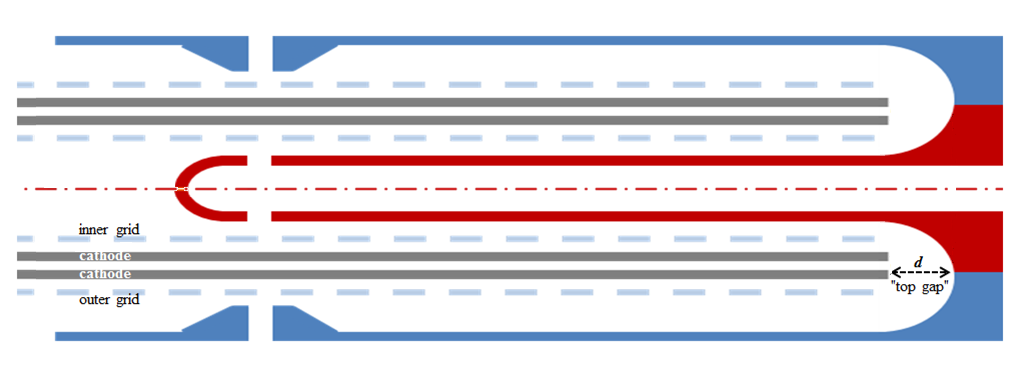 inner grid
cathode
cathode
outer grid
d
"top gap"